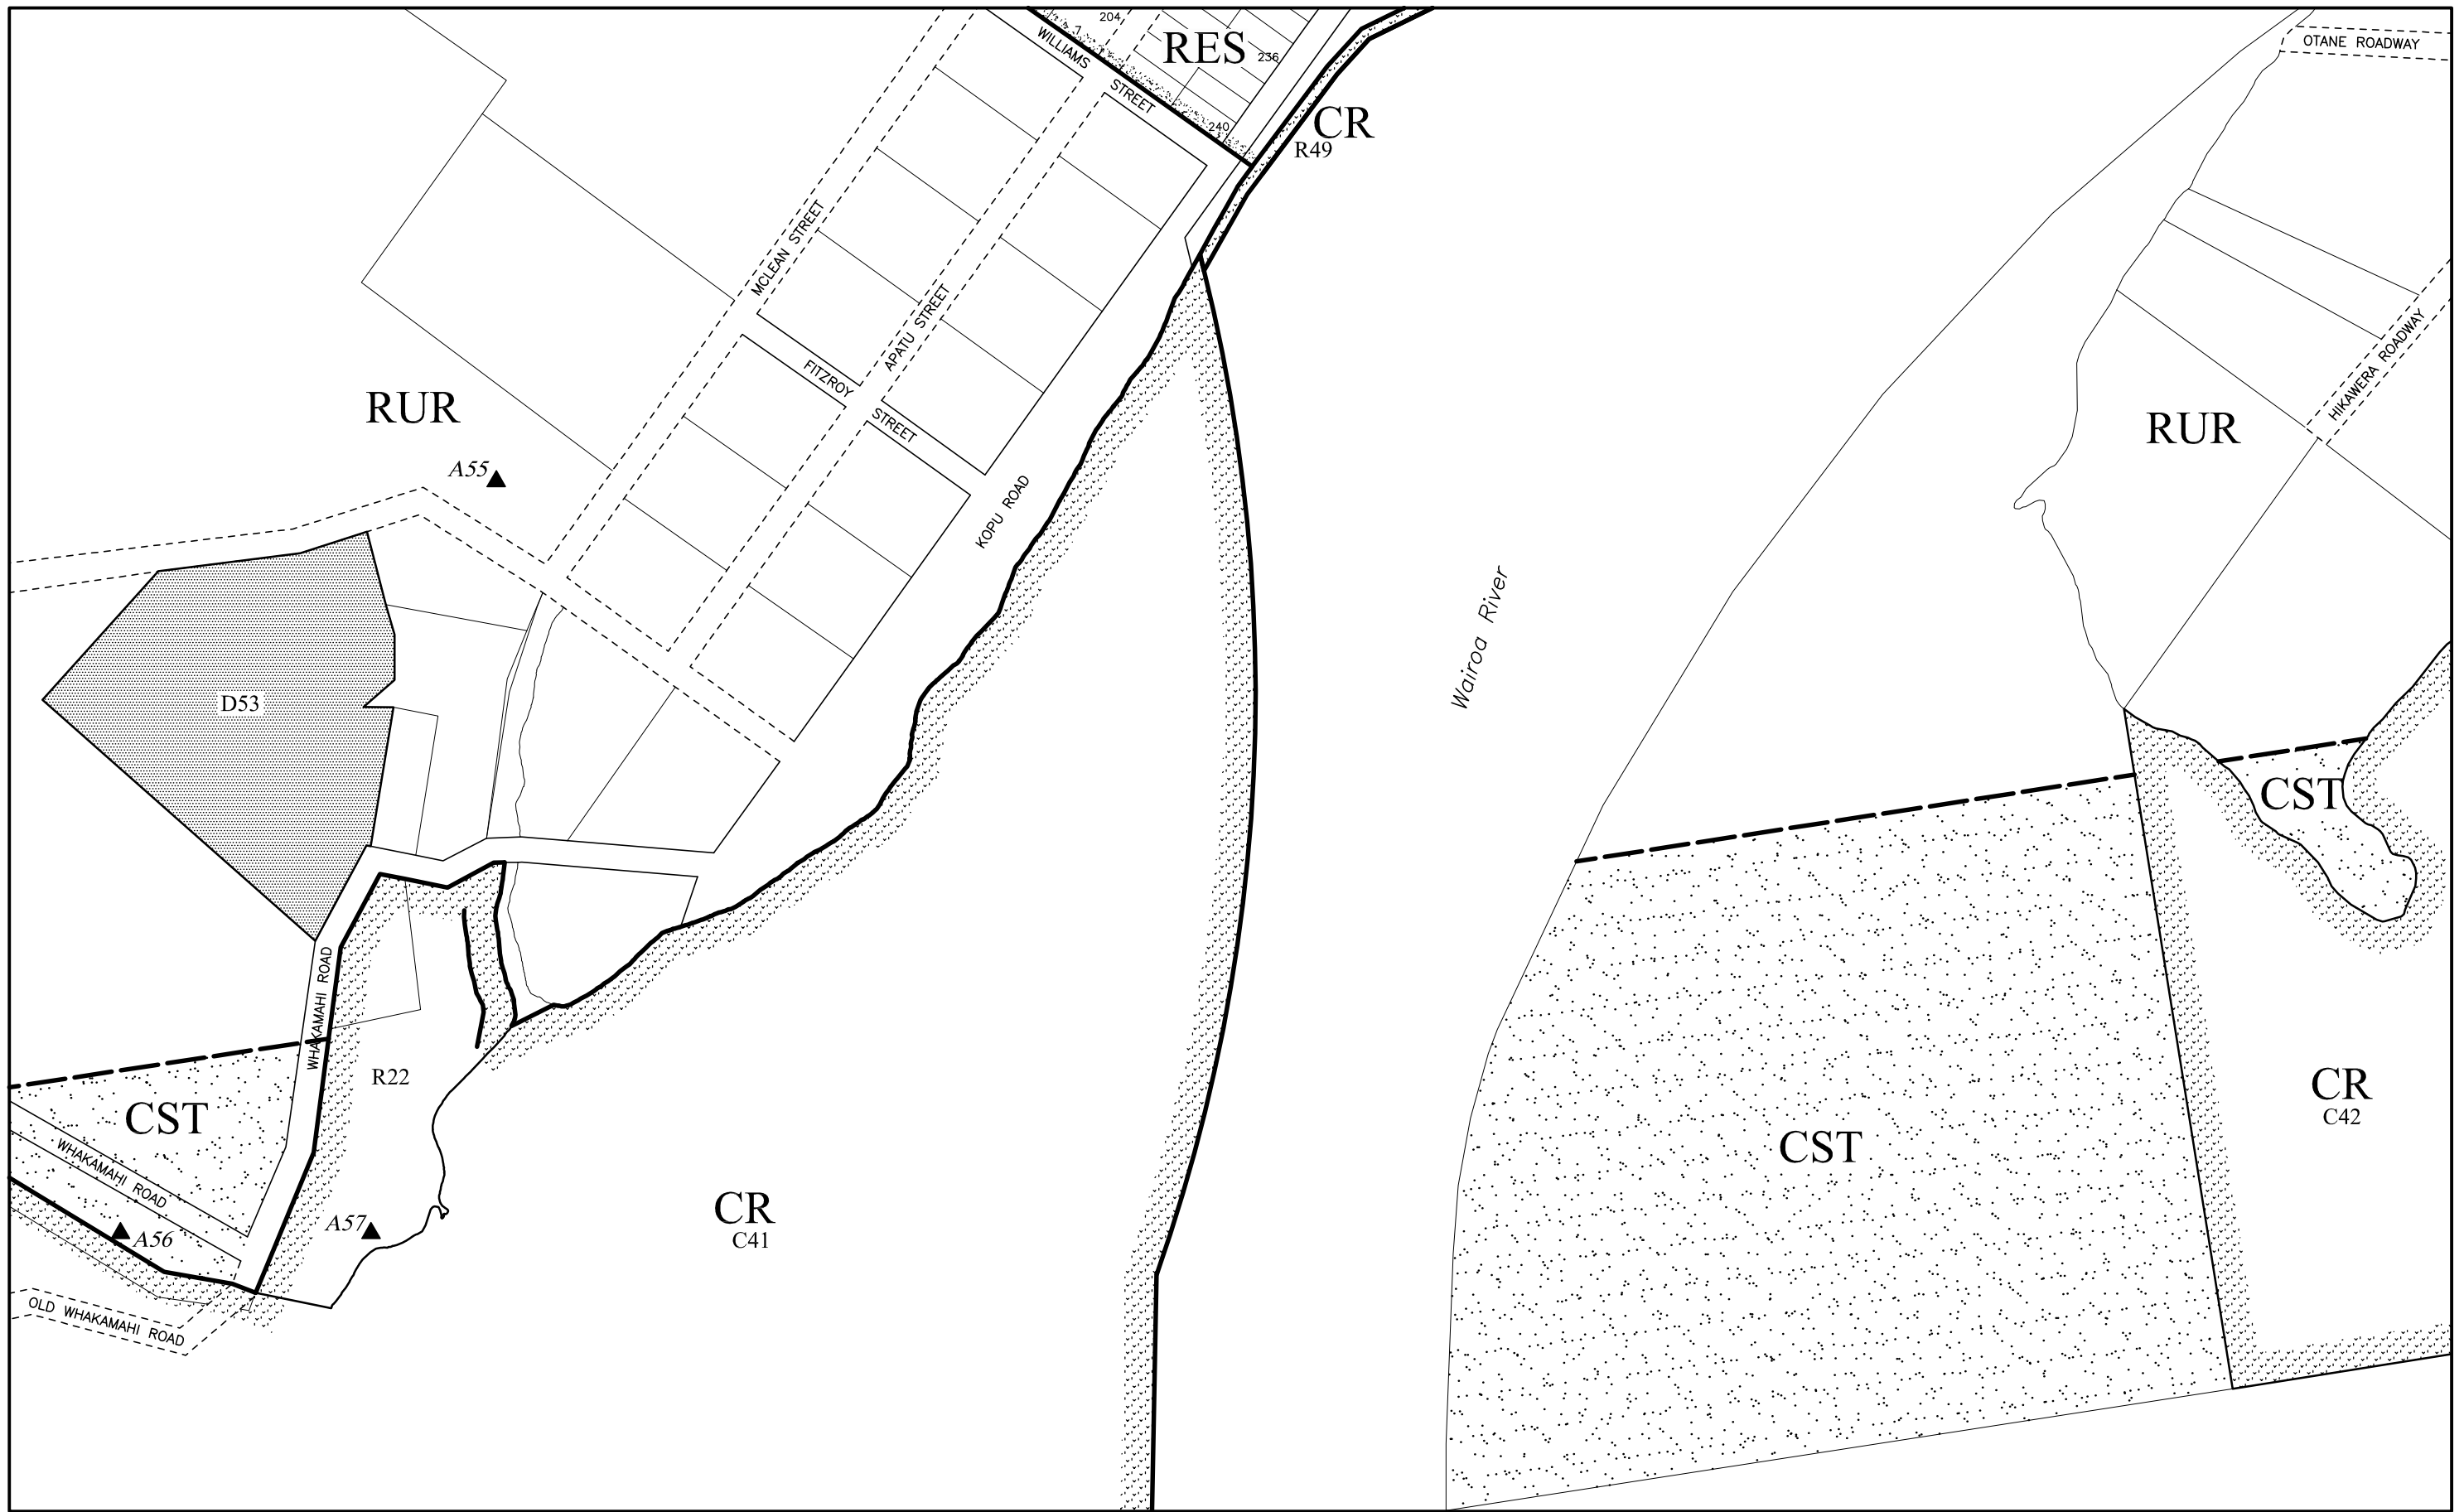 204
WILLIAMS
STREET
RES
236
240
CR
R49
OTANE ROADWAY
MCLEAN STREET
APATU STREET
FITZROY
STREET
HIKAWERA ROADWAY
RUR
RUR
A55
KOPU ROAD
Wairoa River
D53
CST
WHAKAMAHI ROAD
R22
CST
WHAKAMAHI ROAD
A56
A57
OLD WHAKAMAHI ROAD
CR
C41
CST
CR
C42